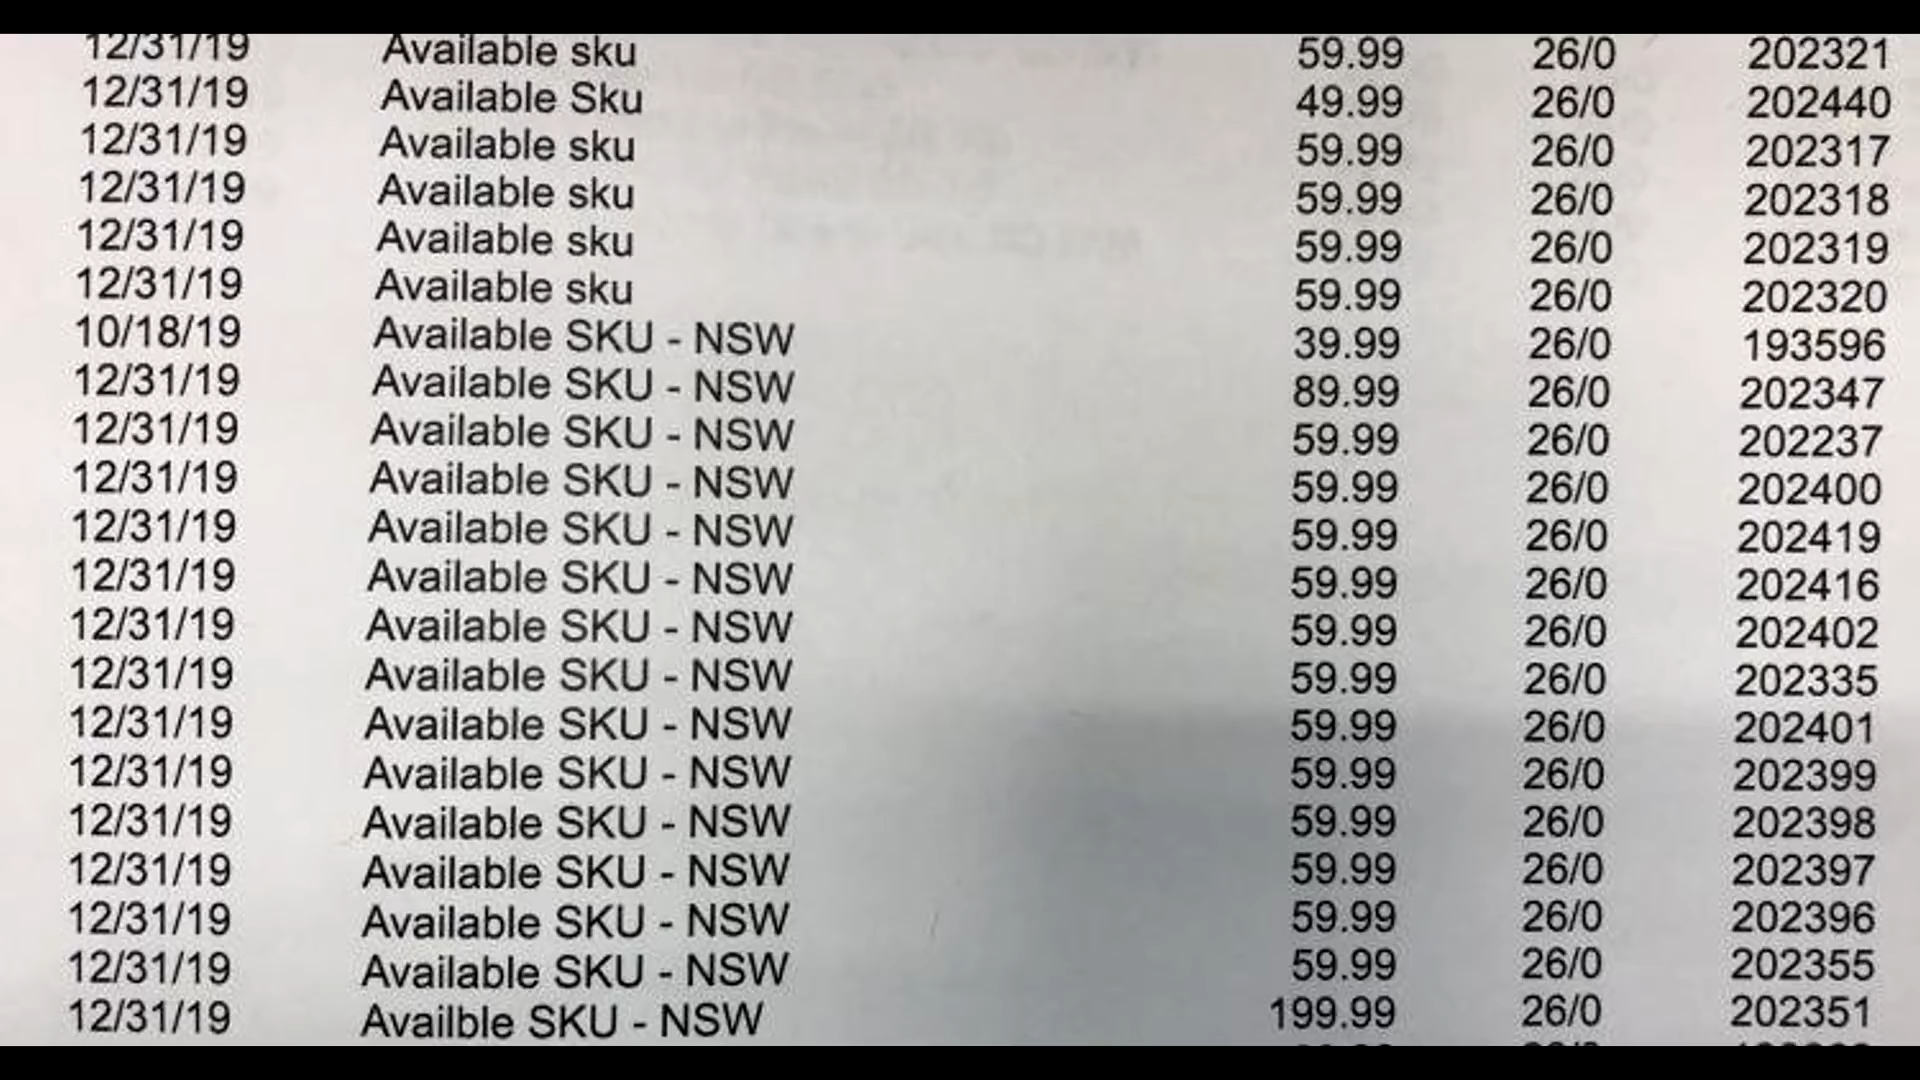 12/31/19 Available sku 59.99 26/0 202321
12/31/19 Available Sku 49.99 26/0 202440
12/31/19 Available sku 59.99 26/0 202317
12/31/19 Available sku 59.99 26/0 202318
12/31/19 Available sku 59.99 26/0 202319
12/31/19 Available sku 59.99 26/0 202320
10/18/19 Available SKU - NSW 39.99 26/0 193596
12/31/19 Available SKU - NSW 89.99 26/0 202347
12/31/19 Available SKU - NSW 59.99 26/0 202237
12/31/19 Available SKU - NSW 59.99 26/0 202400
12/31/19 Available SKU - NSW 59.99 26/0 202419
12/31/19 Available SKU - NSW 59.99 26/0 202416
12/31/19 Available SKU - NSW 59.99 26/0 202402
12/31/19 Available SKU - NSW 59.99 26/0 202335
12/31/19 Available SKU - NSW 59.99 26/0 202401
12/31/19 Available SKU - NSW 59.99 26/0 202399
12/31/19 Available SKU - NSW 59.99 26/0 202398
12/31/19 Available SKU - NSW 59.99 26/0 202397
12/31/19 Available SKU - NSW 59.99 26/0 202396
12/31/19 Available SKU - NSW 59.99 26/0 202355
12/31/19 Availble SKU - NSW 199.99 26/0 202351